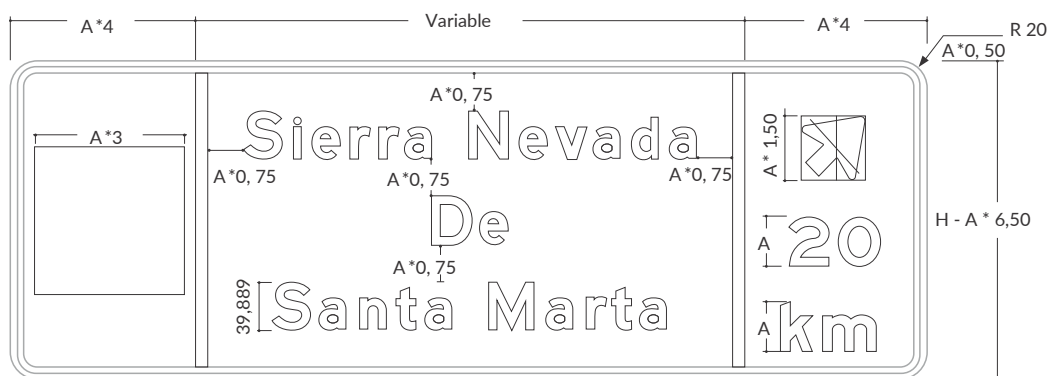 A*4
Variable
A*4
R 20
A*0, 50
A*0, 75
A*3
Sierra Nevada
A* 1,50
A*0, 75
A*0, 75
A*0, 75
De
A
20
H - A * 6,50
A*0, 75
39,889
Santa Marta
A
km